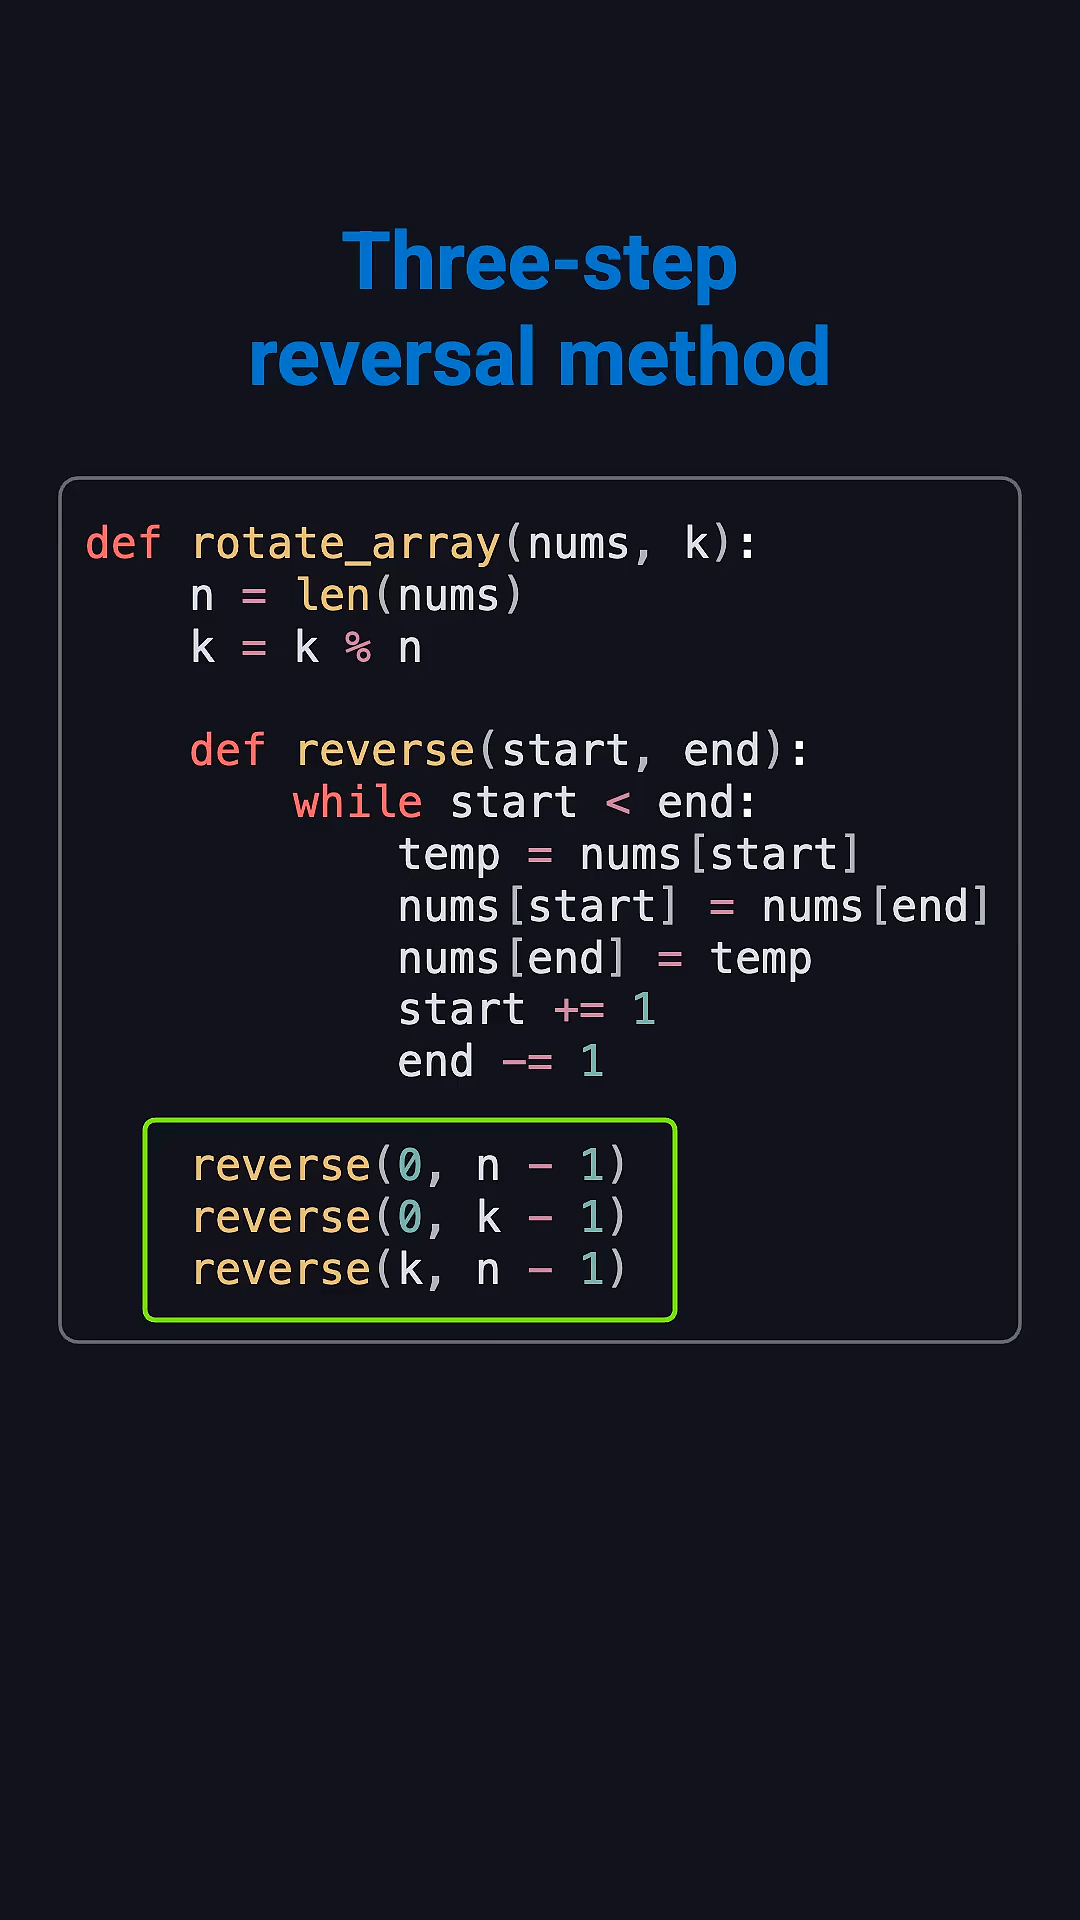 Three-step
reversal method
def rotate_array(nums, k):
    n = len(nums)
    k = k % n
    def reverse(start, end):
        while start < end:
            temp = nums[start]
            nums[start] = nums[end]
            nums[end] = temp
            start += 1
            end -= 1
    reverse(0, n - 1)
    reverse(0, k - 1)
    reverse(k, n - 1)